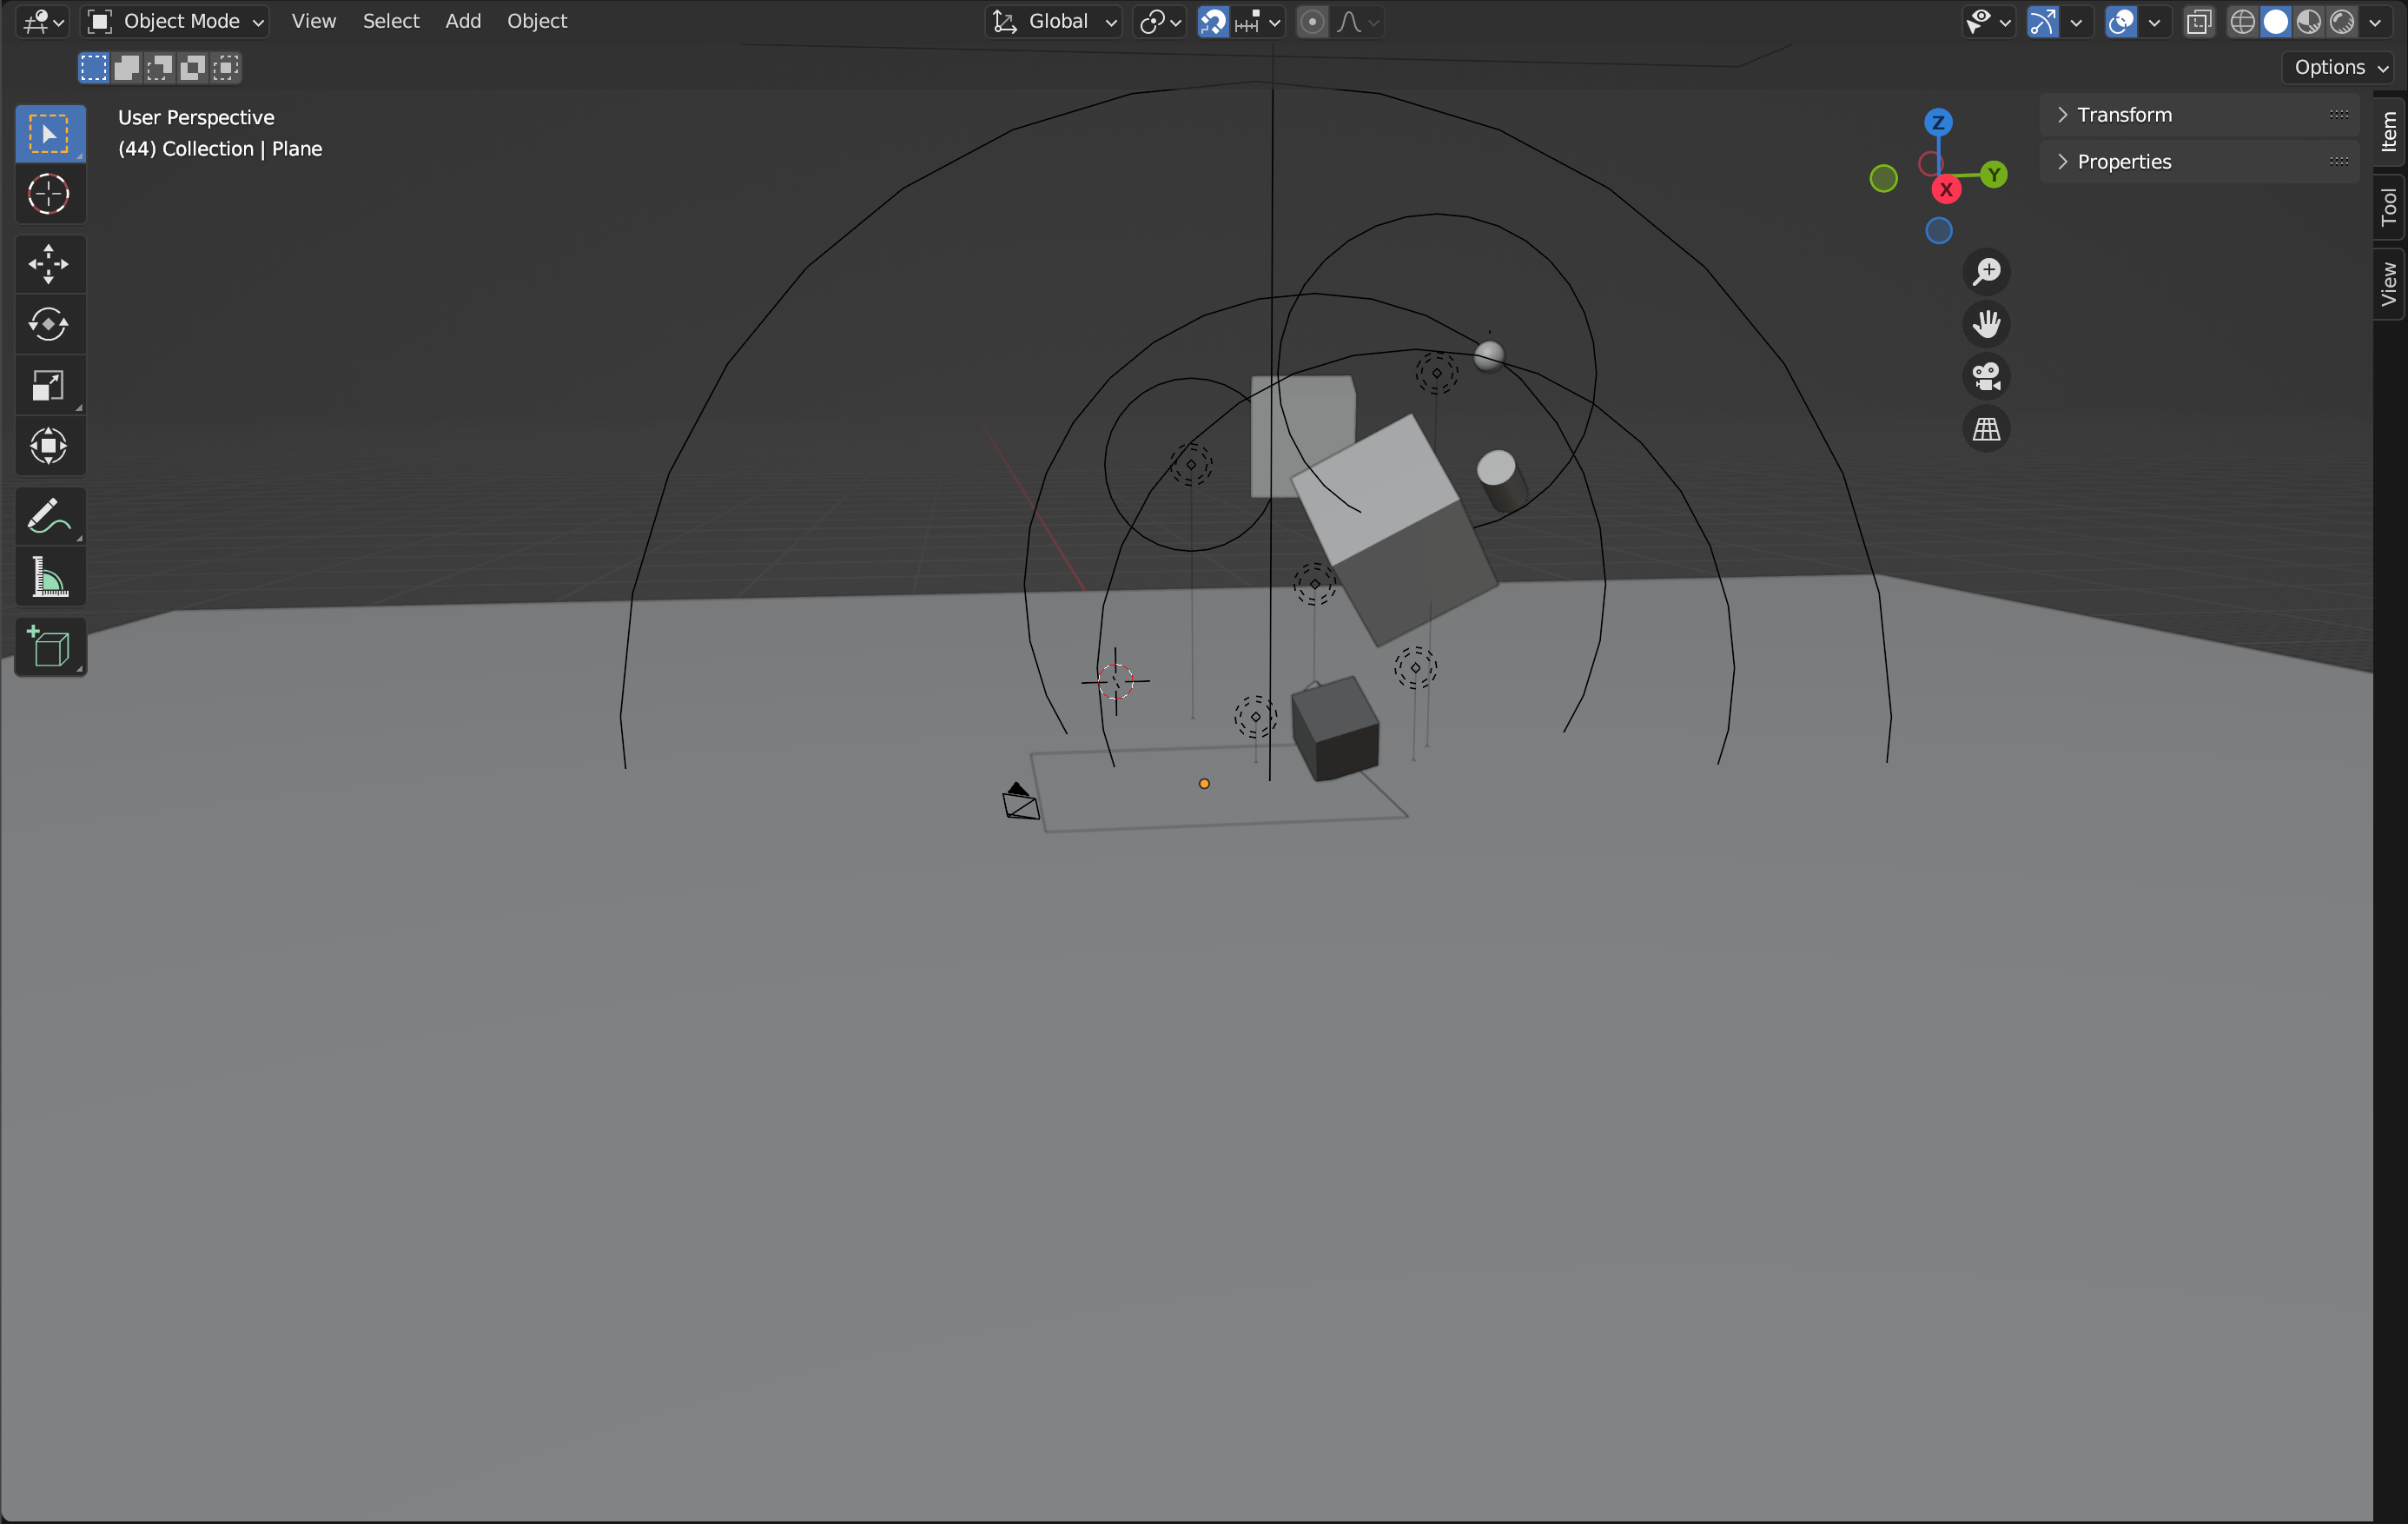 Object Mode View Select Add Object Global
Options
User Perspective
(44) Collection | Plane
Z
Y
X
Transform
Properties
Item
Tool
View